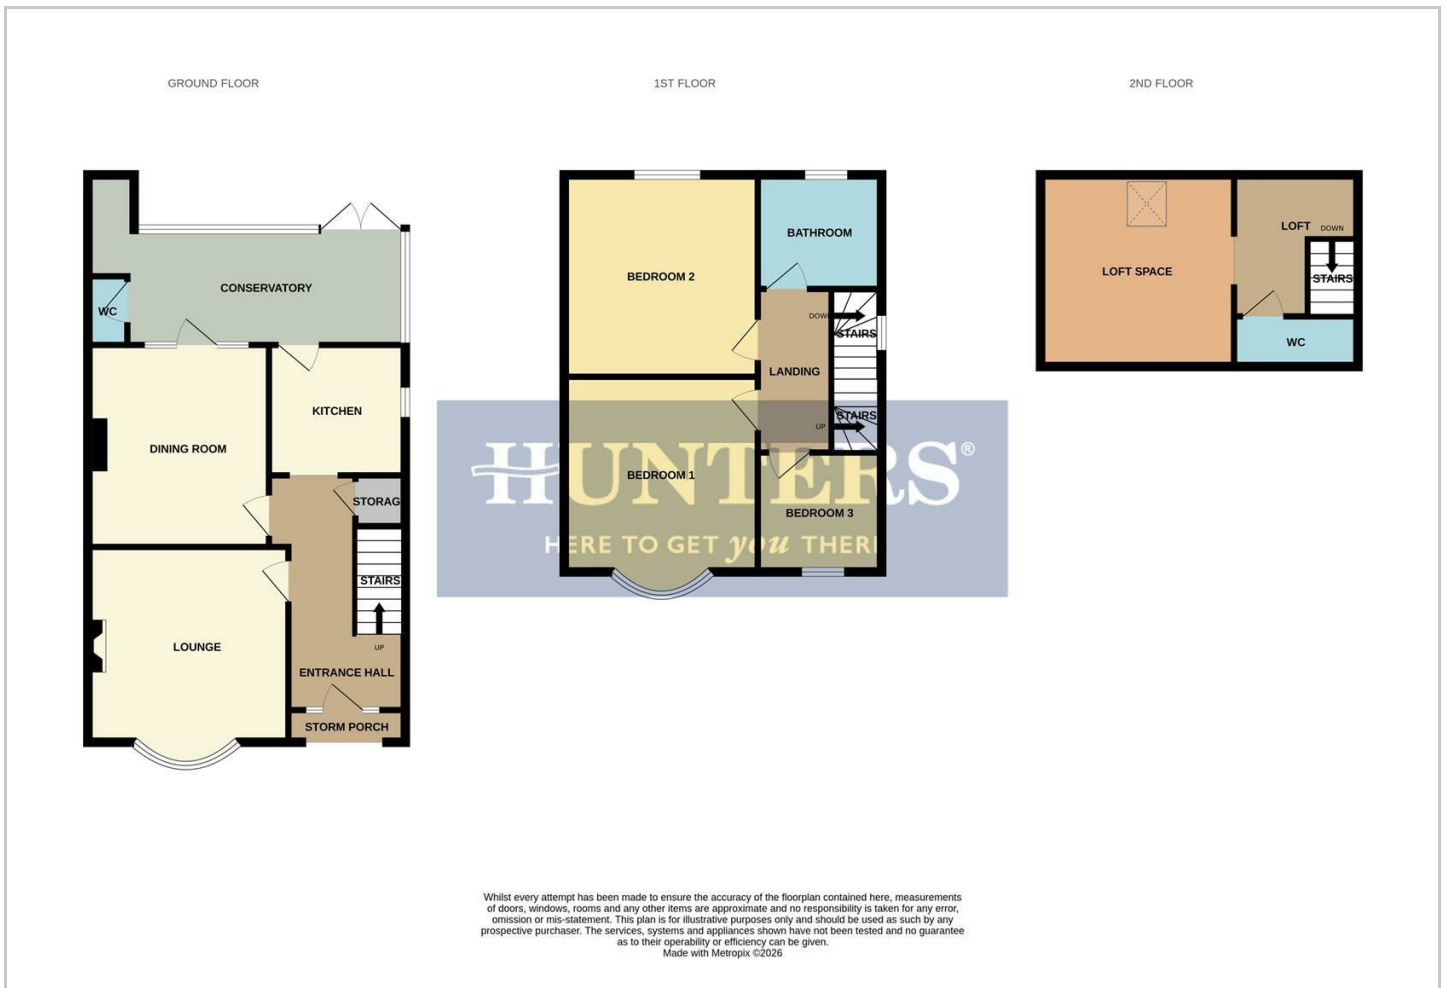 GROUND FLOOR
1ST FLOOR
2ND FLOOR
CONSERVATORY
WC
KITCHEN
DINING ROOM
STORAG
STAIRS
LOUNGE
UP
ENTRANCE HALL
STORM PORCH
BATHROOM
BEDROOM 2
DOWN
STAIRS
LANDING
STAIRS
UP
BEDROOM 1
BEDROOM 3
LOFT
DOWN
LOFT SPACE
STAIRS
WC
HUNTERS®
HERE TO GET you THERE
Whilst every attempt has been made to ensure the accuracy of the floorplan contained here, measurements
of doors, windows, rooms and any other items are approximate and no responsibility is taken for any error,
omission or mis-statement. This plan is for illustrative purposes only and should be used as such by any
prospective purchaser. The services, systems and appliances shown have not been tested and no guarantee
as to their operability or efficiency can be given.
Made with Metropix ©2026